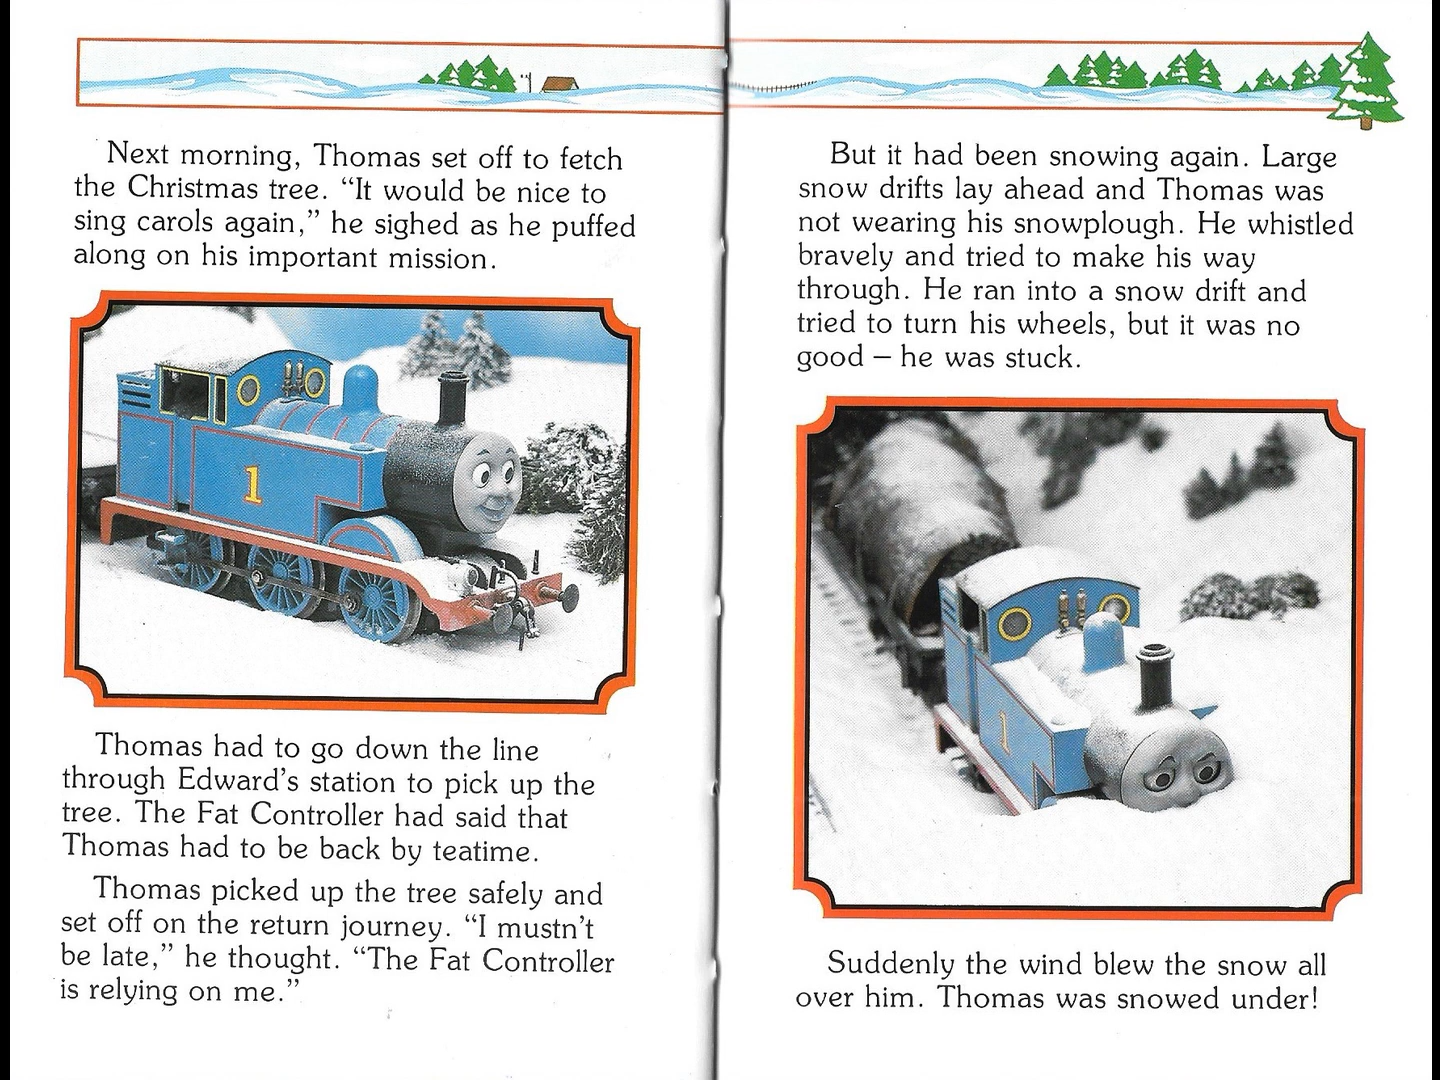 Next morning, Thomas set off to fetch
the Christmas tree. “It would be nice to
sing carols again,” he sighed as he puffed
along on his important mission.
1
Thomas had to go down the line
through Edward’s station to pick up the
tree. The Fat Controller had said that
Thomas had to be back by teatime.
Thomas picked up the tree safely and
set off on the return journey. “I mustn’t
be late,” he thought. “The Fat Controller
is relying on me.”
But it had been snowing again. Large
snow drifts lay ahead and Thomas was
not wearing his snowplough. He whistled
bravely and tried to make his way
through. He ran into a snow drift and
tried to turn his wheels, but it was no
good – he was stuck.
1
Suddenly the wind blew the snow all
over him. Thomas was snowed under!